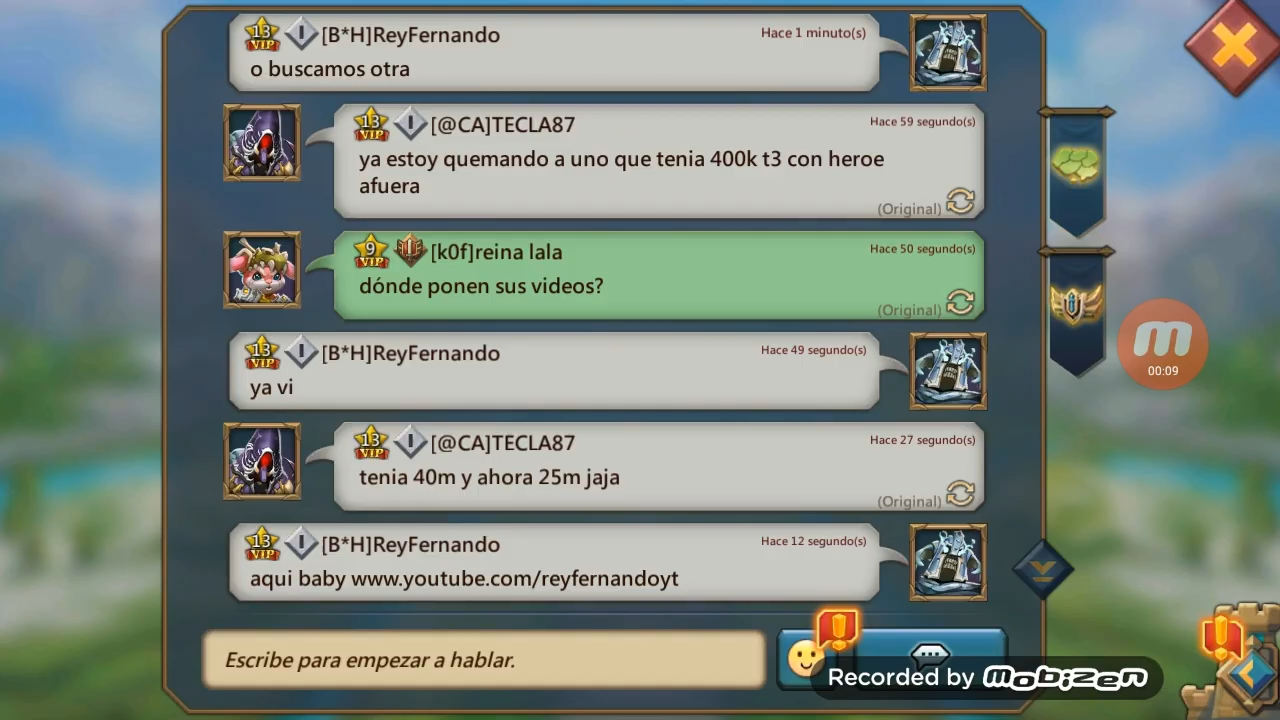 13
VIP
[B*H]ReyFernando
Hace 1 minuto(s)
o buscamos otra
13
VIP
[@CA]TECLA87
Hace 59 segundo(s)
ya estoy quemando a uno que tenia 400k t3 con heroe
afuera
(Original)
9
VIP
[k0f]reina lala
Hace 50 segundo(s)
dónde ponen sus videos?
(Original)
13
VIP
[B*H]ReyFernando
Hace 49 segundo(s)
ya vi
13
VIP
[@CA]TECLA87
Hace 27 segundo(s)
tenia 40m y ahora 25m jaja
(Original)
13
VIP
[B*H]ReyFernando
Hace 12 segundo(s)
aqui baby www.youtube.com/reyfernandoyt
Escribe para empezar a hablar.
00:09
Recorded by Mobizen